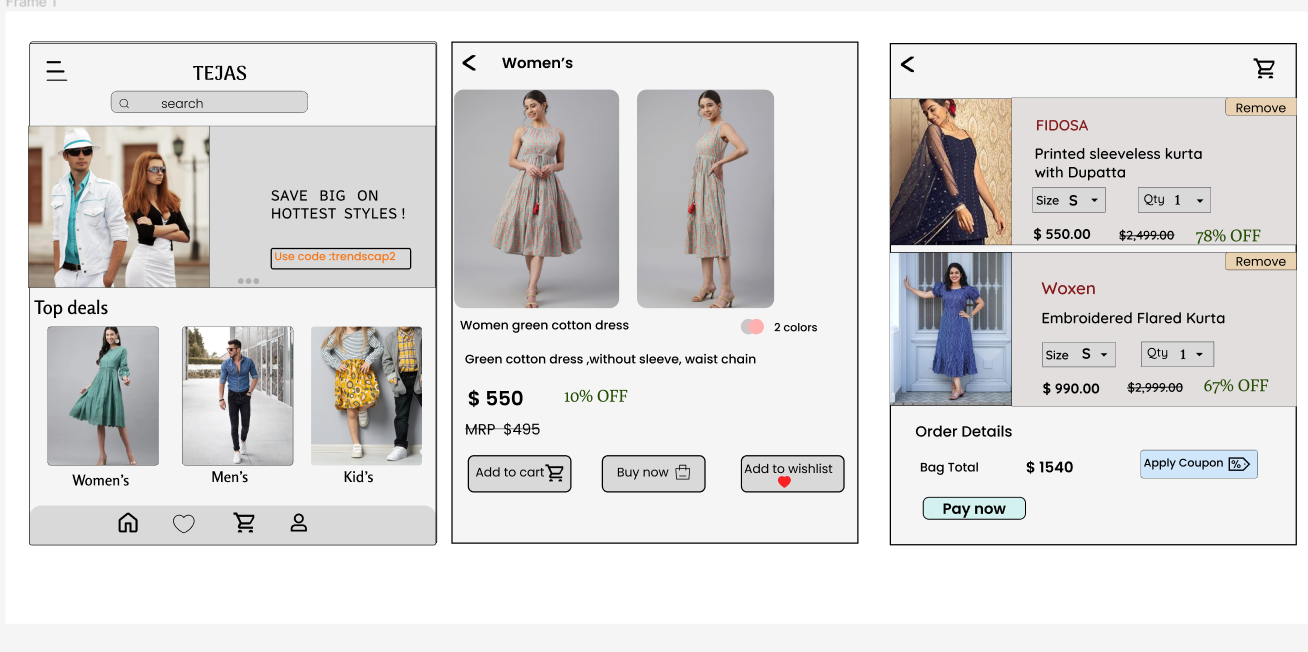 Frame 1
TEJAS
search
SAVE BIG ON
HOTTEST STYLES !
Use code :trendscap2
Top deals
Women's
Men's
Kid's
Women's
Women green cotton dress
2 colors
Green cotton dress ,without sleeve, waist chain
$ 550
10% OFF
MRP $495
Add to cart
Buy now
Add to wishlist
Remove
FIDOSA
Printed sleeveless kurta
with Dupatta
Size S
Qty 1
$ 550.00
$2,499.00
78% OFF
Remove
Woxen
Embroidered Flared Kurta
Size S
Qty 1
$ 990.00
$2,999.00
67% OFF
Order Details
Bag Total
$ 1540
Apply Coupon %
Pay now